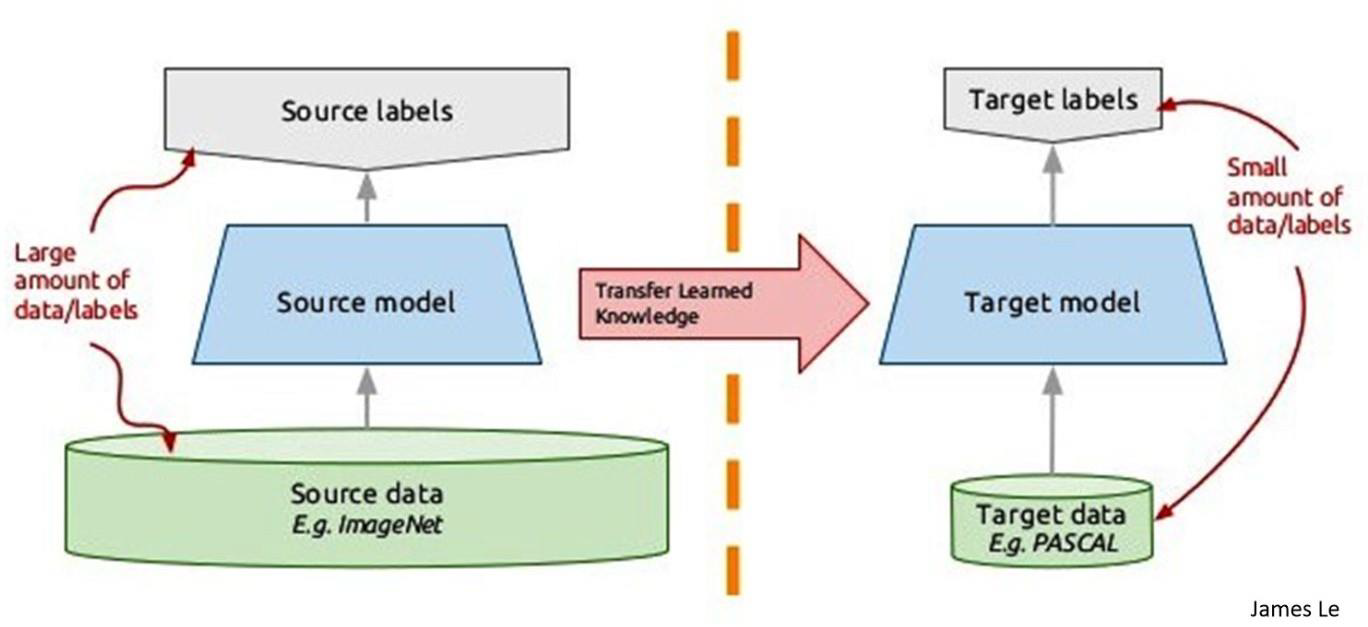 Source labels
Large
amount of
data/labels
Source model
Source data
E.g. ImageNet
Transfer Learned
Knowledge
Target labels
Small
amount of
data/labels
Target model
Target data
E.g. PASCAL
James Le